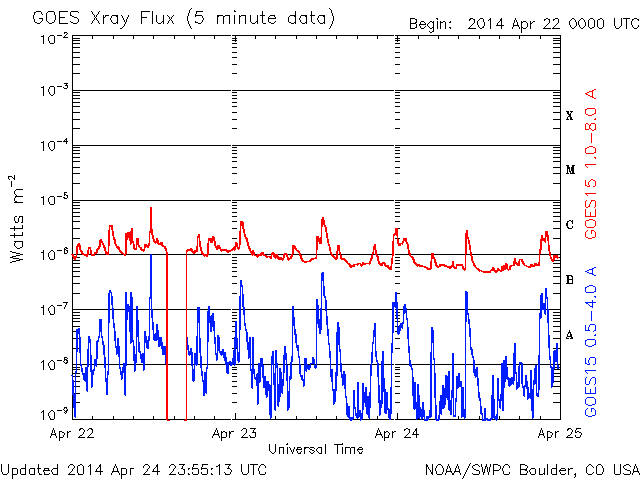 GOES Xray Flux (5 minute data)
Begin: 2014 Apr 22 0000 UTC
10⁻²
10⁻³
10⁻⁴
10⁻⁵
10⁻⁶
10⁻⁷
10⁻⁸
10⁻⁹
Watts m⁻²
X
M
C
B
A
GOES15 1.0-8.0 A
GOES15 0.5-4.0 A
Apr 22
Apr 23
Apr 24
Apr 25
Universal Time
Updated 2014 Apr 24 23:55:13 UTC
NOAA/SWPC Boulder, CO USA